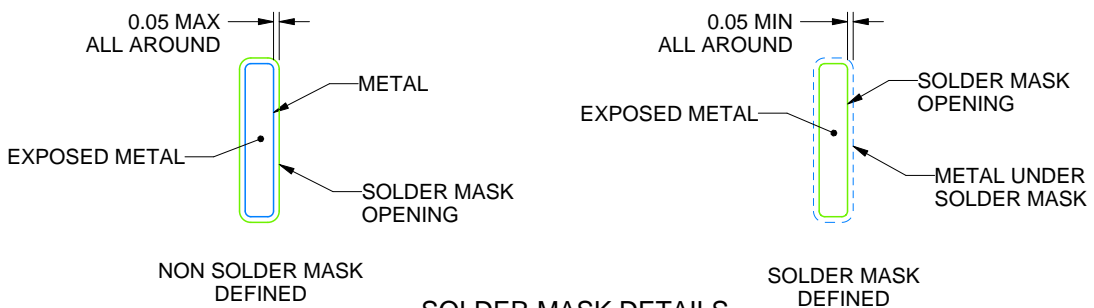 0.05 MAX
ALL AROUND
METAL
EXPOSED METAL
SOLDER MASK
OPENING
NON SOLDER MASK
DEFINED
0.05 MIN
ALL AROUND
SOLDER MASK
OPENING
EXPOSED METAL
METAL UNDER
SOLDER MASK
SOLDER MASK
DEFINED
SOLDER MASK DETAILS